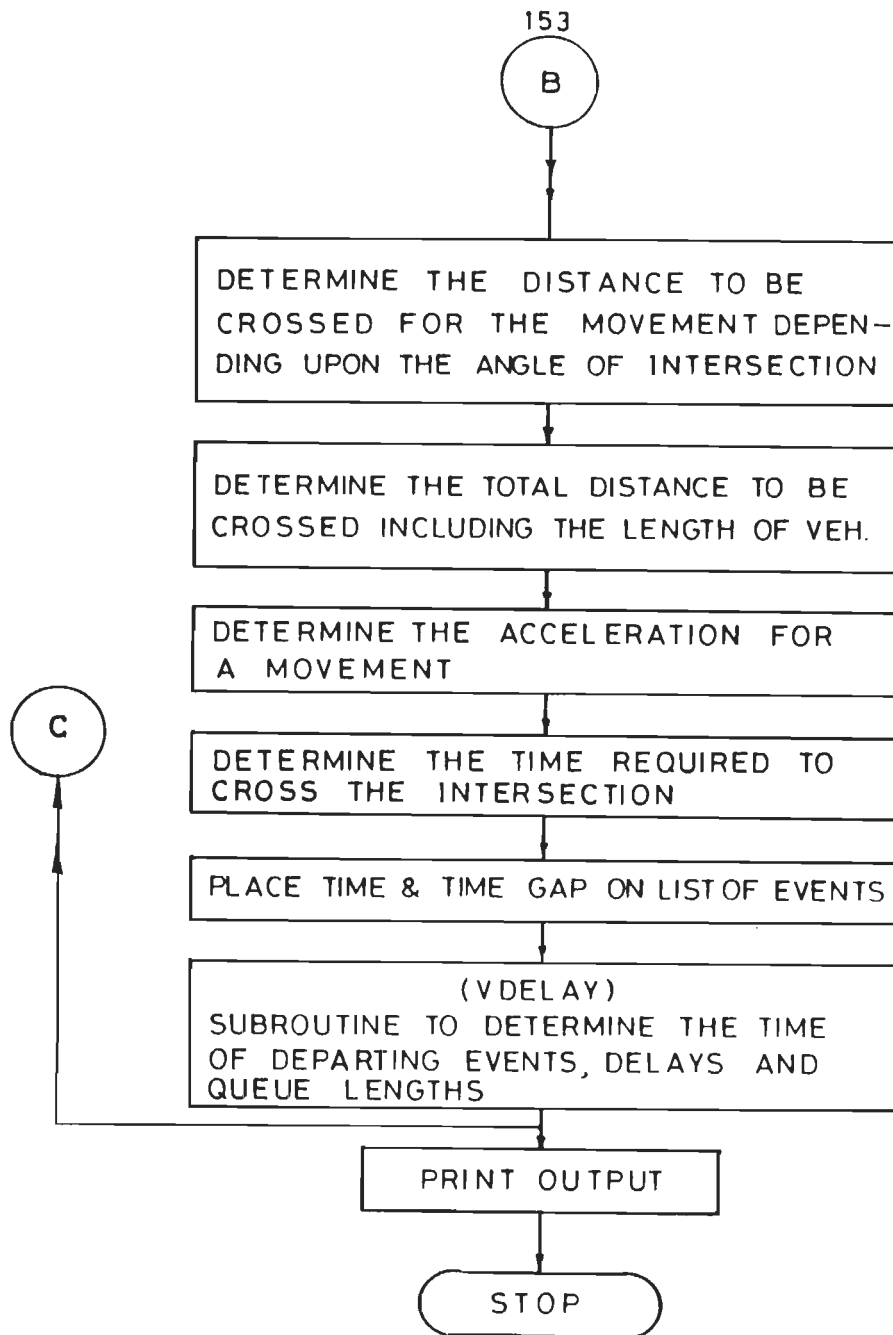 153
B
DETERMINE THE DISTANCE TO BE
CROSSED FOR THE MOVEMENT DEPEN-
DING UPON THE ANGLE OF INTERSECTION
DETERMINE THE TOTAL DISTANCE TO BE
CROSSED INCLUDING THE LENGTH OF VEH.
DETERMINE THE ACCELERATION FOR
A MOVEMENT
C
DETERMINE THE TIME REQUIRED TO
CROSS THE INTERSECTION
PLACE TIME & TIME GAP ON LIST OF EVENTS
(VDELAY)
SUBROUTINE TO DETERMINE THE TIME
OF DEPARTING EVENTS, DELAYS AND
QUEUE LENGTHS
PRINT OUTPUT
STOP